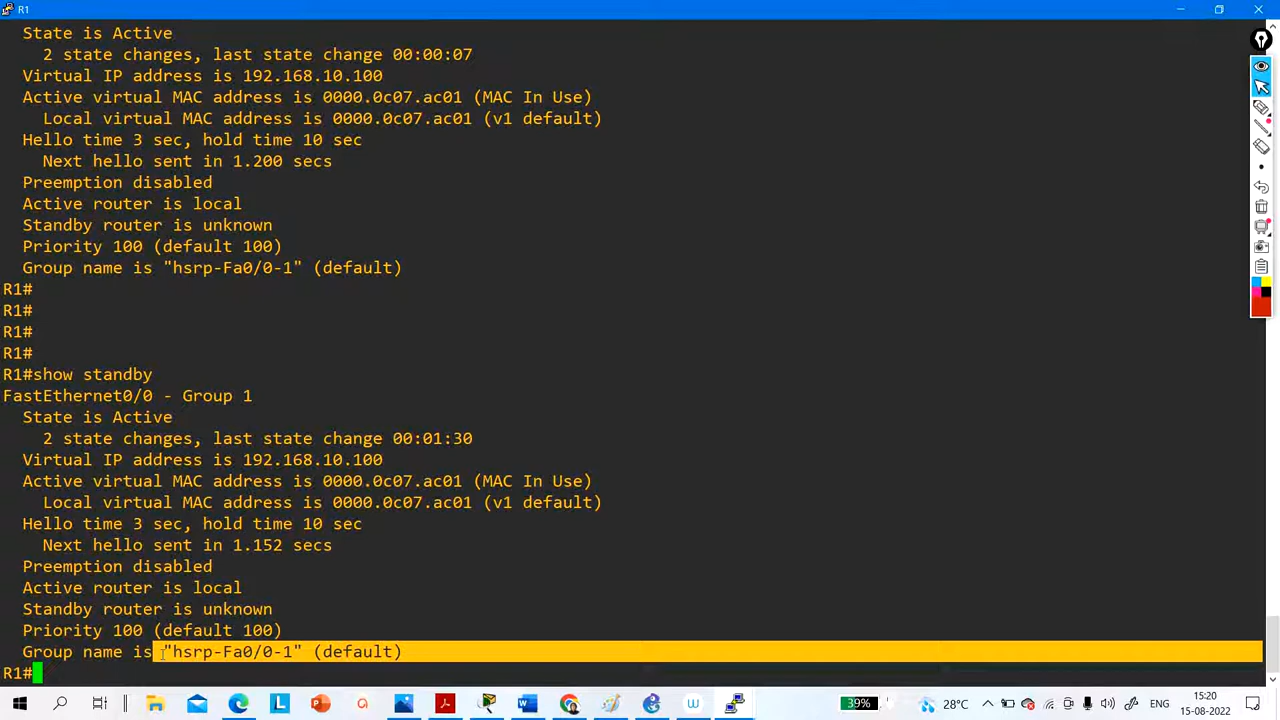 R1
State is Active
2 state changes, last state change 00:00:07
Virtual IP address is 192.168.10.100
Active virtual MAC address is 0000.0c07.ac01 (MAC In Use)
Local virtual MAC address is 0000.0c07.ac01 (v1 default)
Hello time 3 sec, hold time 10 sec
Next hello sent in 1.200 secs
Preemption disabled
Active router is local
Standby router is unknown
Priority 100 (default 100)
Group name is "hsrp-Fa0/0-1" (default)
R1#
R1#
R1#
R1#
R1#show standby
FastEthernet0/0 - Group 1
State is Active
2 state changes, last state change 00:01:30
Virtual IP address is 192.168.10.100
Active virtual MAC address is 0000.0c07.ac01 (MAC In Use)
Local virtual MAC address is 0000.0c07.ac01 (v1 default)
Hello time 3 sec, hold time 10 sec
Next hello sent in 1.152 secs
Preemption disabled
Active router is local
Standby router is unknown
Priority 100 (default 100)
Group name is "hsrp-Fa0/0-1" (default)
R1#
39%
28°C
ENG
15:20
15-08-2022